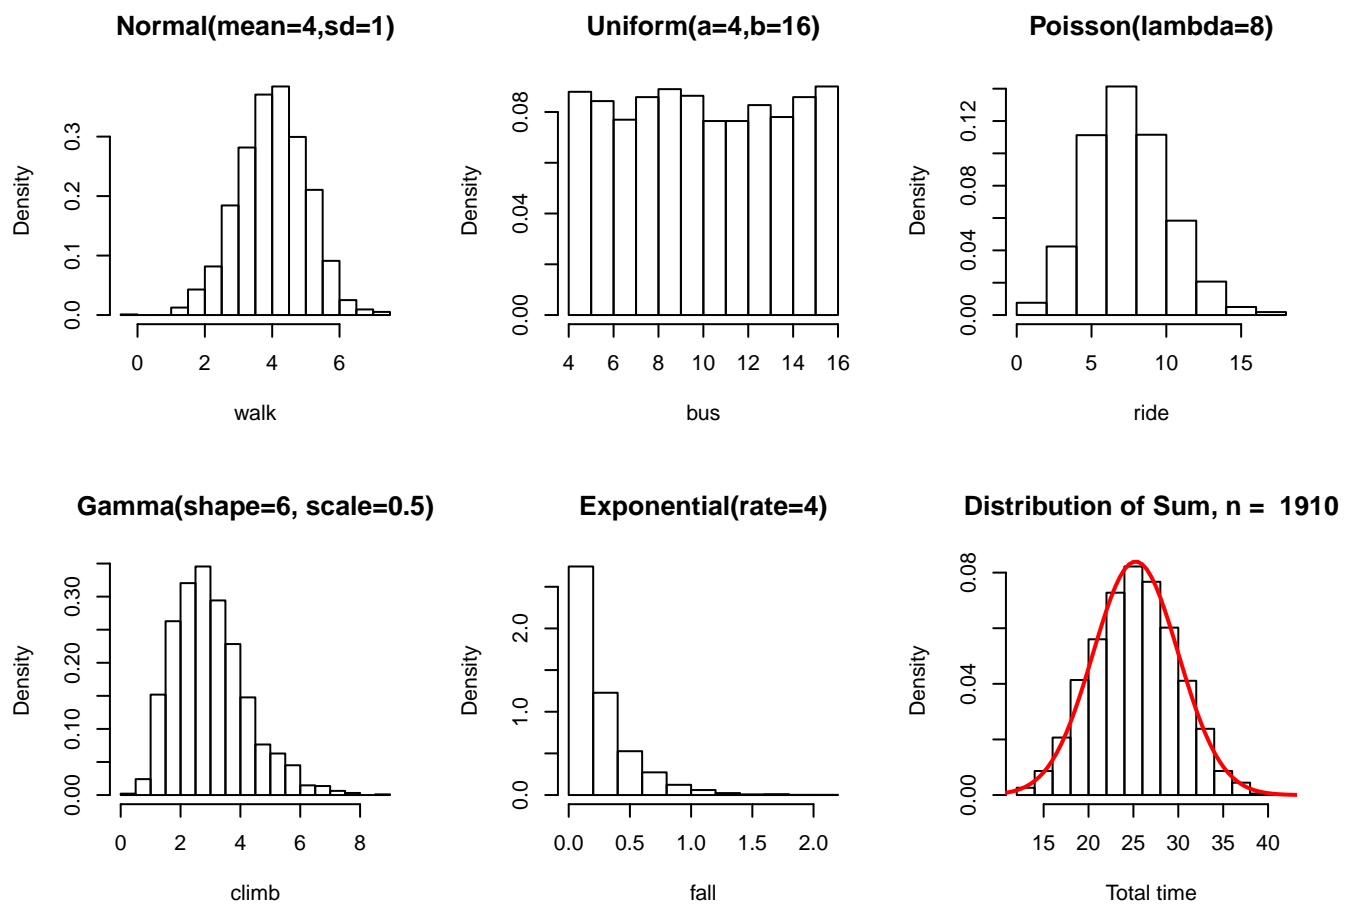 Normal(mean=4,sd=1)
Density
0.0 0.1 0.2 0.3
0 2 4 6
walk
Uniform(a=4,b=16)
Density
0.00 0.04 0.08
4 6 8 10 12 14 16
bus
Poisson(lambda=8)
Density
0.00 0.04 0.08 0.12
0 5 10 15
ride
Gamma(shape=6, scale=0.5)
Density
0.00 0.10 0.20 0.30
0 2 4 6 8
climb
Exponential(rate=4)
Density
0.0 1.0 2.0
0.0 0.5 1.0 1.5 2.0
fall
Distribution of Sum, n =  1910
Density
0.00 0.04 0.08
15 20 25 30 35 40
Total time